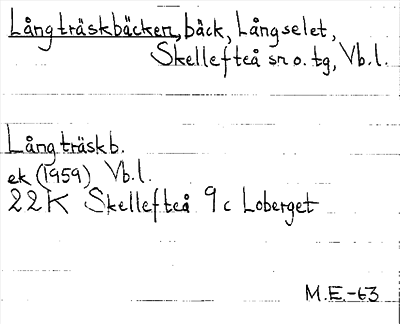 Långträskbäcken, bäck, Långselet,
Skellefteå sn o. tg, Vb. l.
Långträskb.
ek (1959) Vb. l.
22K Skellefteå 9c Loberget
M.E.-63